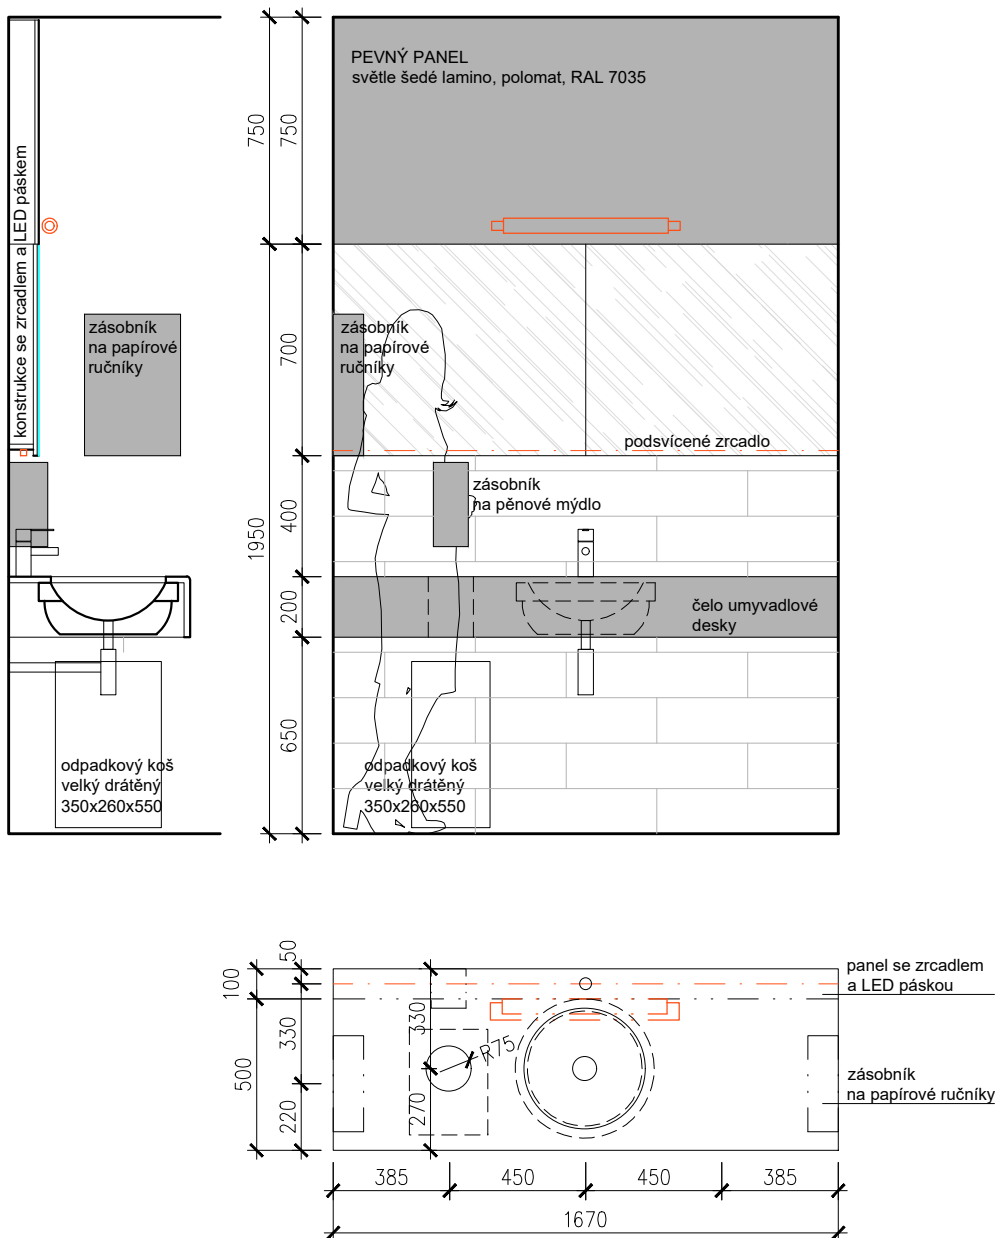 PEVNÝ PANEL
světle šedé lamino, polomat, RAL 7035
750
750
konstrukce se zrcadlem a LED páskem
zásobník
na papírové
ručníky
zásobník
na papírové
ručníky
700
podsvícené zrcadlo
zásobník
na pěnové mýdlo
400
1950
200
čelo umyvadlové
desky
650
odpadkový koš
velký drátěný
350x260x550
odpadkový koš
velký drátěný
350x260x550
50
100
panel se zrcadlem
a LED páskou
330
330
R75
500
zásobník
na papírové ručníky
220
270
385
450
450
385
1670